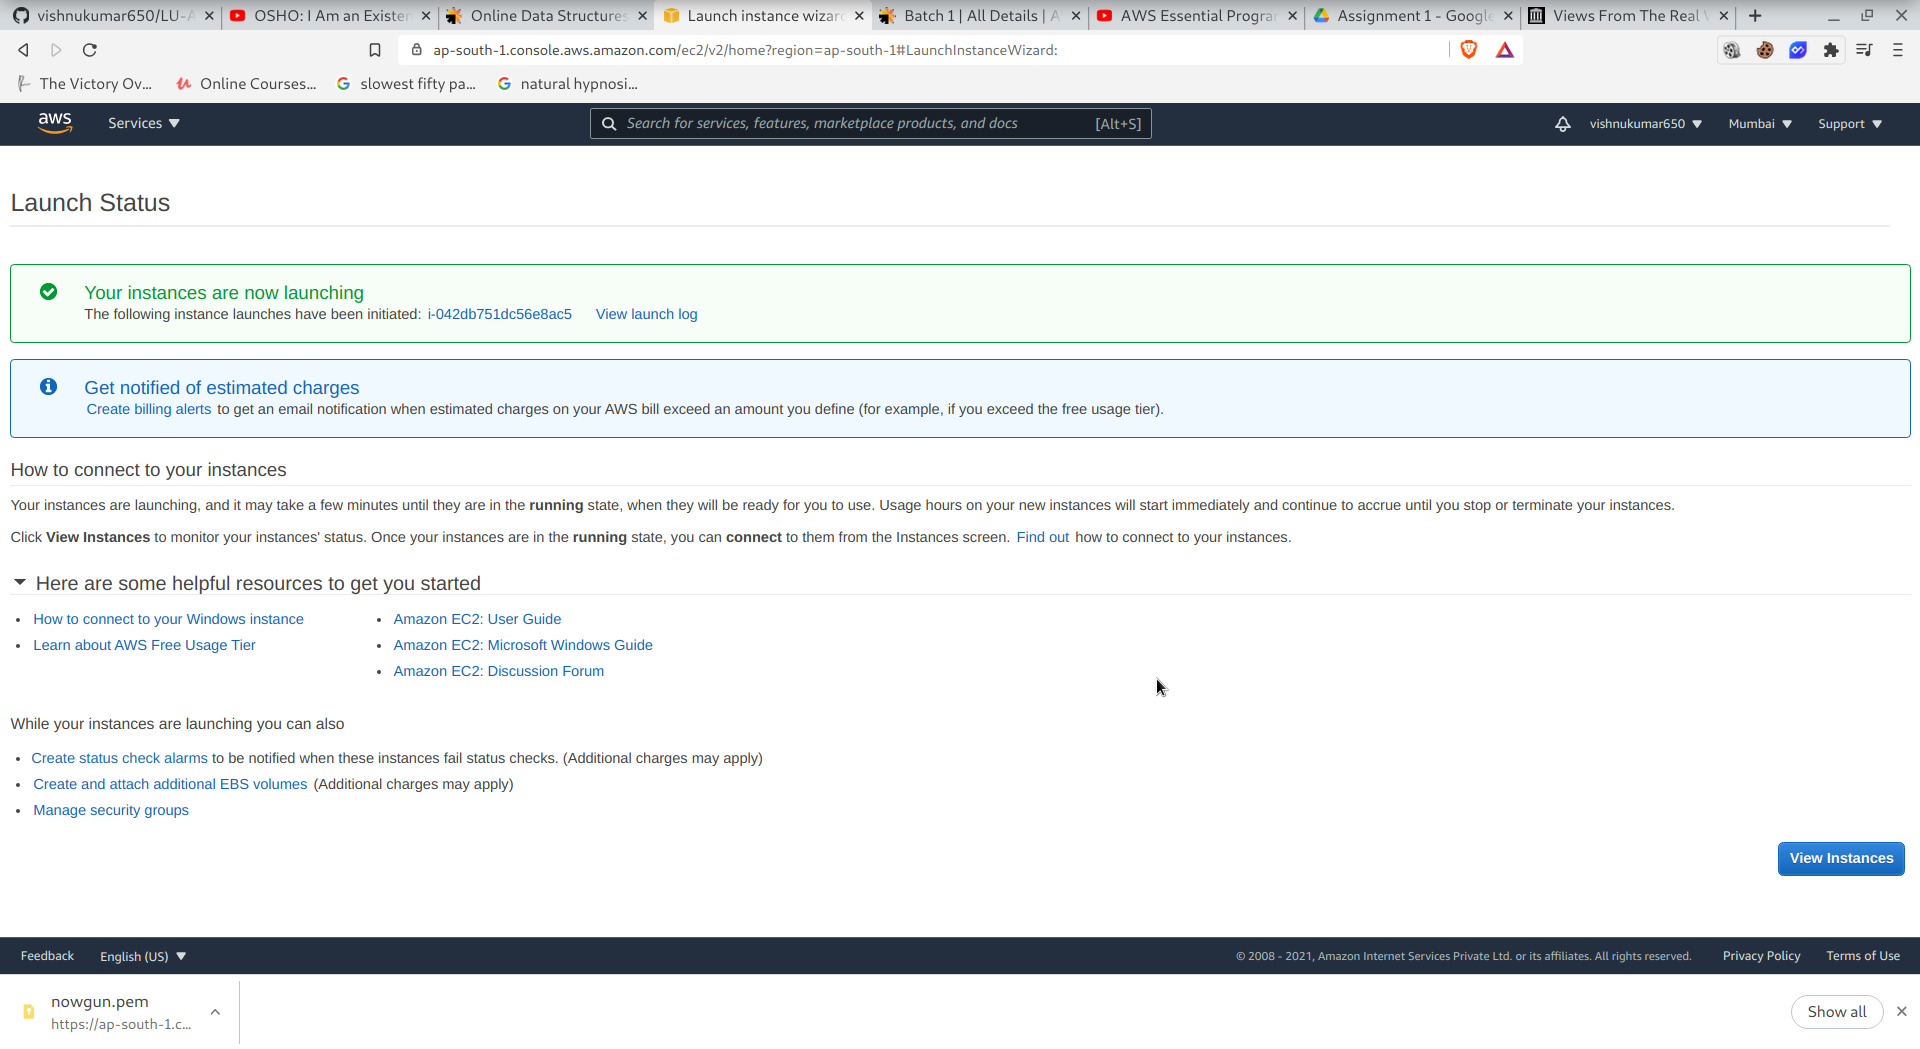 vishnukumar650/LU-A
OSHO: I Am an Existen
Online Data Structures
Launch instance wizard
Batch 1 | All Details | A
AWS Essential Program
Assignment 1 - Google
Views From The Real W
ap-south-1.console.aws.amazon.com/ec2/v2/home?region=ap-south-1#LaunchInstanceWizard:
The Victory Ov...
Online Courses...
slowest fifty pa...
natural hypnosi...
aws
Services
Search for services, features, marketplace products, and docs
[Alt+S]
vishnukumar650
Mumbai
Support
Launch Status
Your instances are now launching
The following instance launches have been initiated: i-042db751dc56e8ac5 View launch log
Get notified of estimated charges
Create billing alerts to get an email notification when estimated charges on your AWS bill exceed an amount you define (for example, if you exceed the free usage tier).
How to connect to your instances
Your instances are launching, and it may take a few minutes until they are in the running state, when they will be ready for you to use. Usage hours on your new instances will start immediately and continue to accrue until you stop or terminate your instances.
Click View Instances to monitor your instances' status. Once your instances are in the running state, you can connect to them from the Instances screen. Find out how to connect to your instances.
Here are some helpful resources to get you started
• How to connect to your Windows instance
• Learn about AWS Free Usage Tier
• Amazon EC2: User Guide
• Amazon EC2: Microsoft Windows Guide
• Amazon EC2: Discussion Forum
While your instances are launching you can also
• Create status check alarms to be notified when these instances fail status checks. (Additional charges may apply)
• Create and attach additional EBS volumes (Additional charges may apply)
• Manage security groups
View Instances
Feedback
English (US)
© 2008 - 2021, Amazon Internet Services Private Ltd. or its affiliates. All rights reserved.
Privacy Policy
Terms of Use
nowgun.pem
https://ap-south-1.c...
Show all